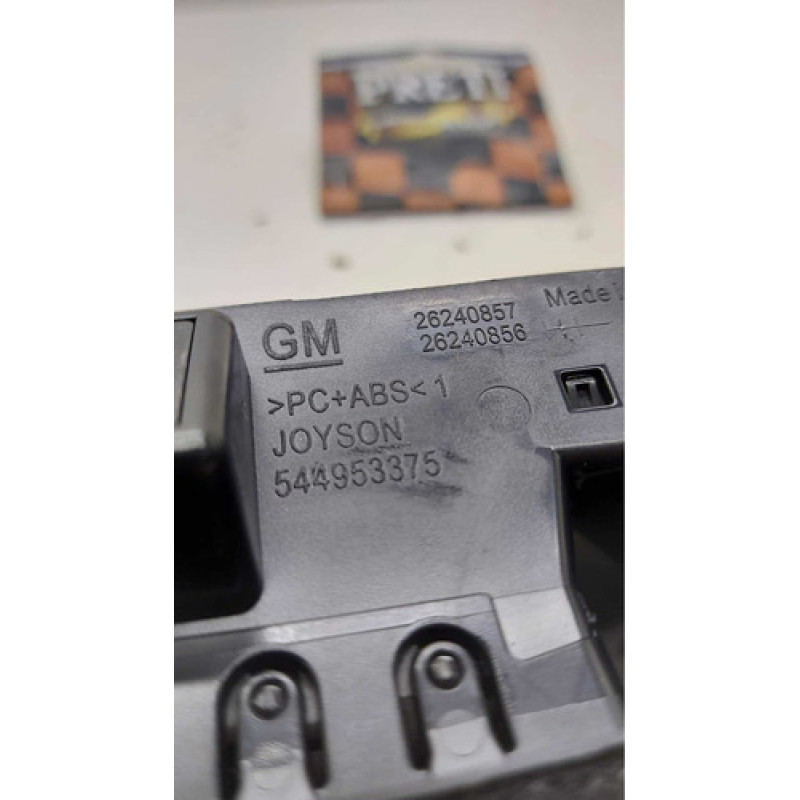 PRETI
GM
26240857
26240856
Made
>PC+ABS<1
JOYSON
544953375